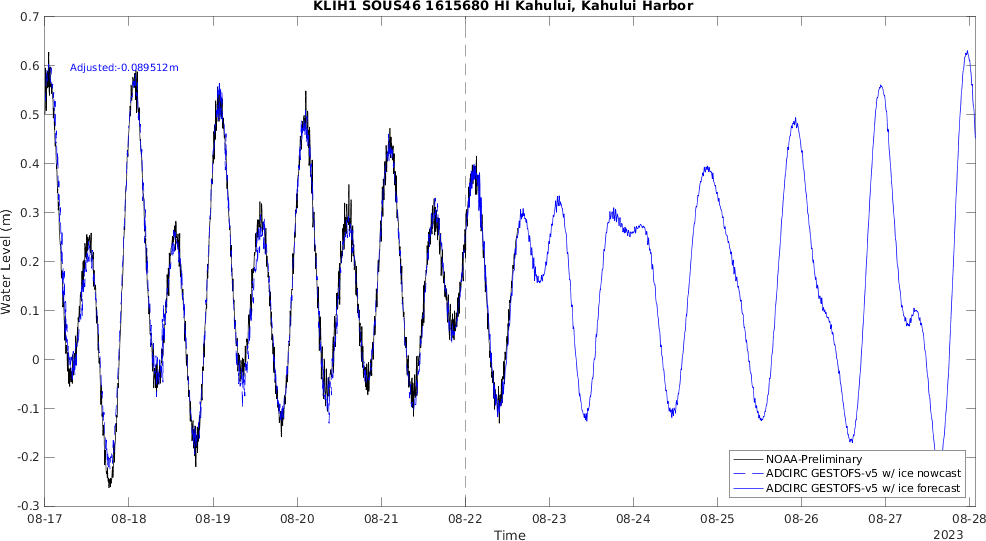 KLIH1 SOUS46 1615680 HI Kahului, Kahului Harbor
Adjusted:-0.089512m
Water Level (m)
0.7
0.6
0.5
0.4
0.3
0.2
0.1
0
-0.1
-0.2
-0.3
NOAA-Preliminary
ADCIRC GESTOFS-v5 w/ ice nowcast
ADCIRC GESTOFS-v5 w/ ice forecast
08-17 08-18 08-19 08-20 08-21 08-22 08-23 08-24 08-25 08-26 08-27 08-28
Time
2023